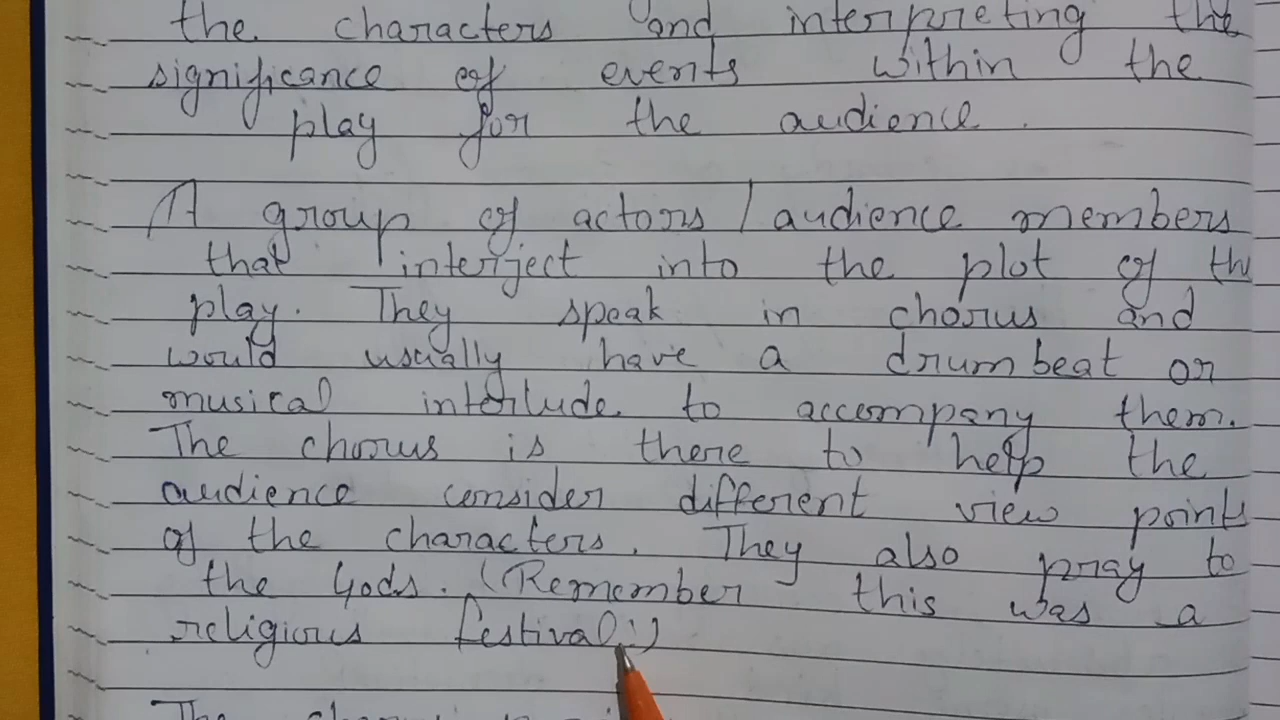 the characters and interpreting the
significance of events within the
play for the audience.
A group of actors / audience members
that interject into the plot of the
play. They speak in chorus and
would usually have a drum beat or
musical interlude to accompany them.
The chorus is there to help the
audience consider different view points
of the characters. They also pray to
the Gods. (Remember this was a
religious festival!)
The